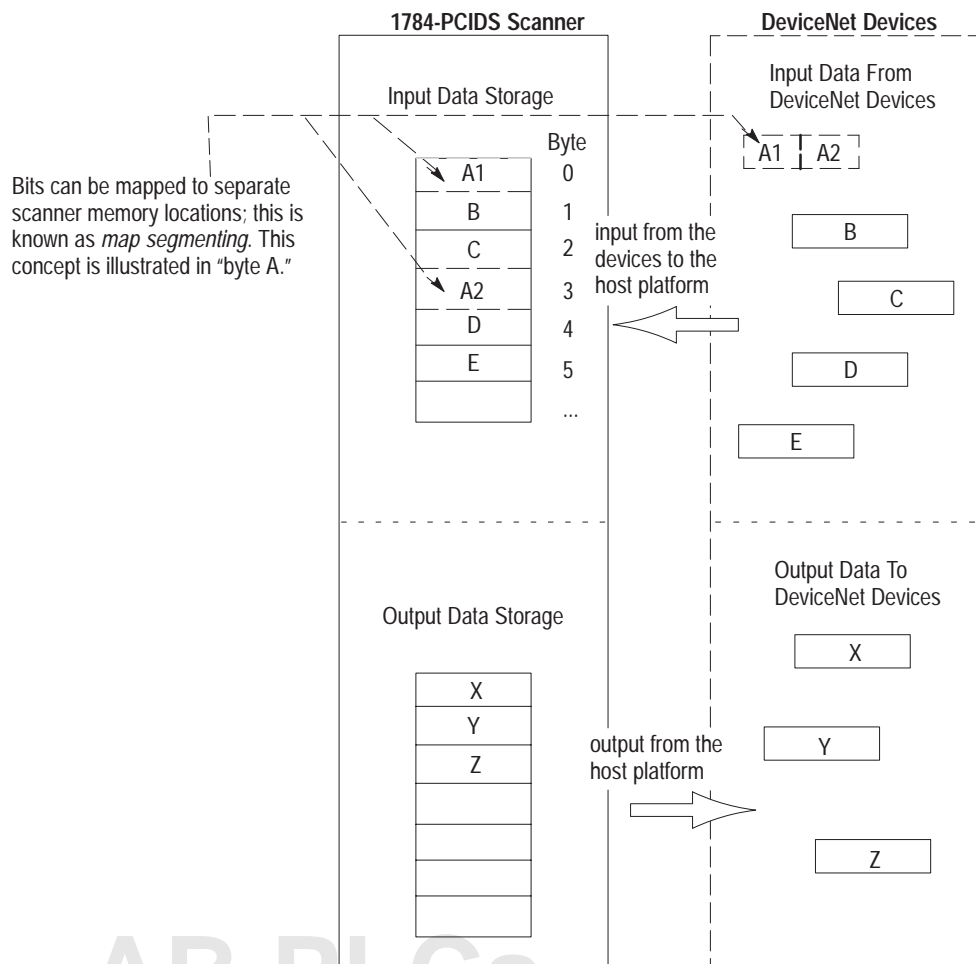 1784-PCIDS Scanner
DeviceNet Devices
Input Data Storage
Input Data From
DeviceNet Devices
Byte
A1
0
B
1
C
2
A2
3
D
4
E
5
...
Bits can be mapped to separate
scanner memory locations; this is
known as map segmenting. This
concept is illustrated in “byte A.”
input from the
devices to the
host platform
A1 A2
B
C
D
E
Output Data Storage
X
Y
Z
output from the
host platform
Output Data To
DeviceNet Devices
X
Y
Z
AB PLCs